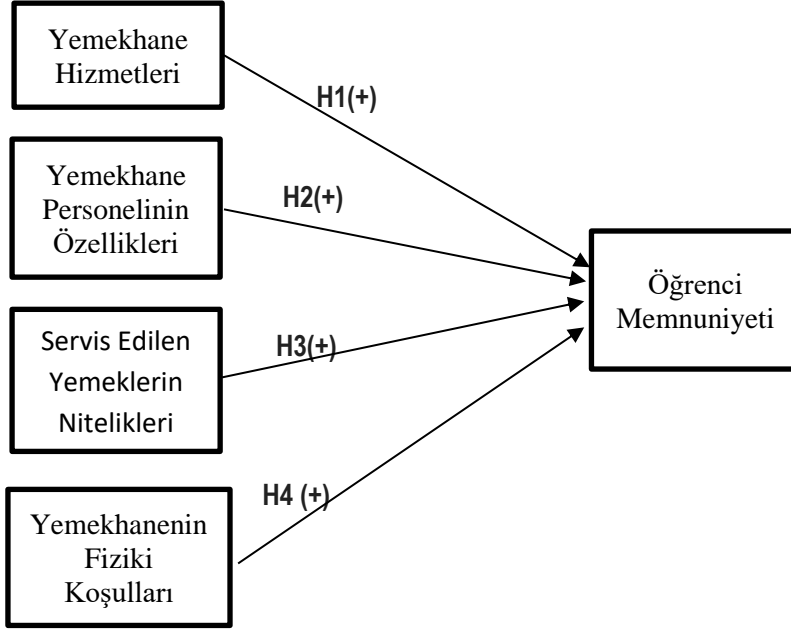 Yemekhane
Hizmetleri
H1(+)
Yemekhane
Personelinin
Özellikleri
H2(+)
Öğrenci
Memnuniyeti
Servis Edilen
Yemeklerin
Nitelikleri
H3(+)
H4 (+)
Yemekhanenin
Fiziki
Koşulları